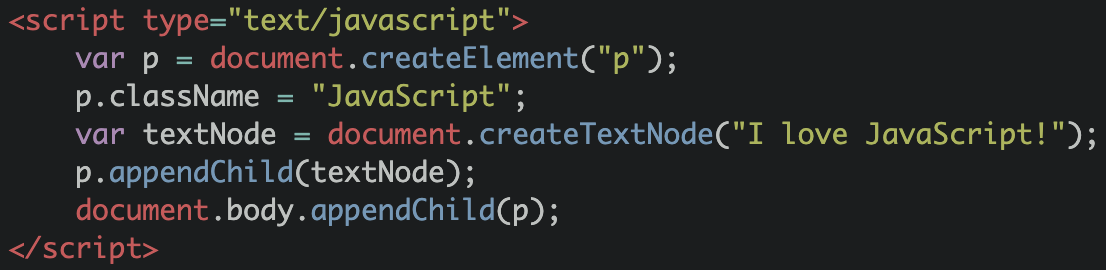 <script type="text/javascript">
    var p = document.createElement("p");
    p.className = "JavaScript";
    var textNode = document.createTextNode("I love JavaScript!");
    p.appendChild(textNode);
    document.body.appendChild(p);
</script>